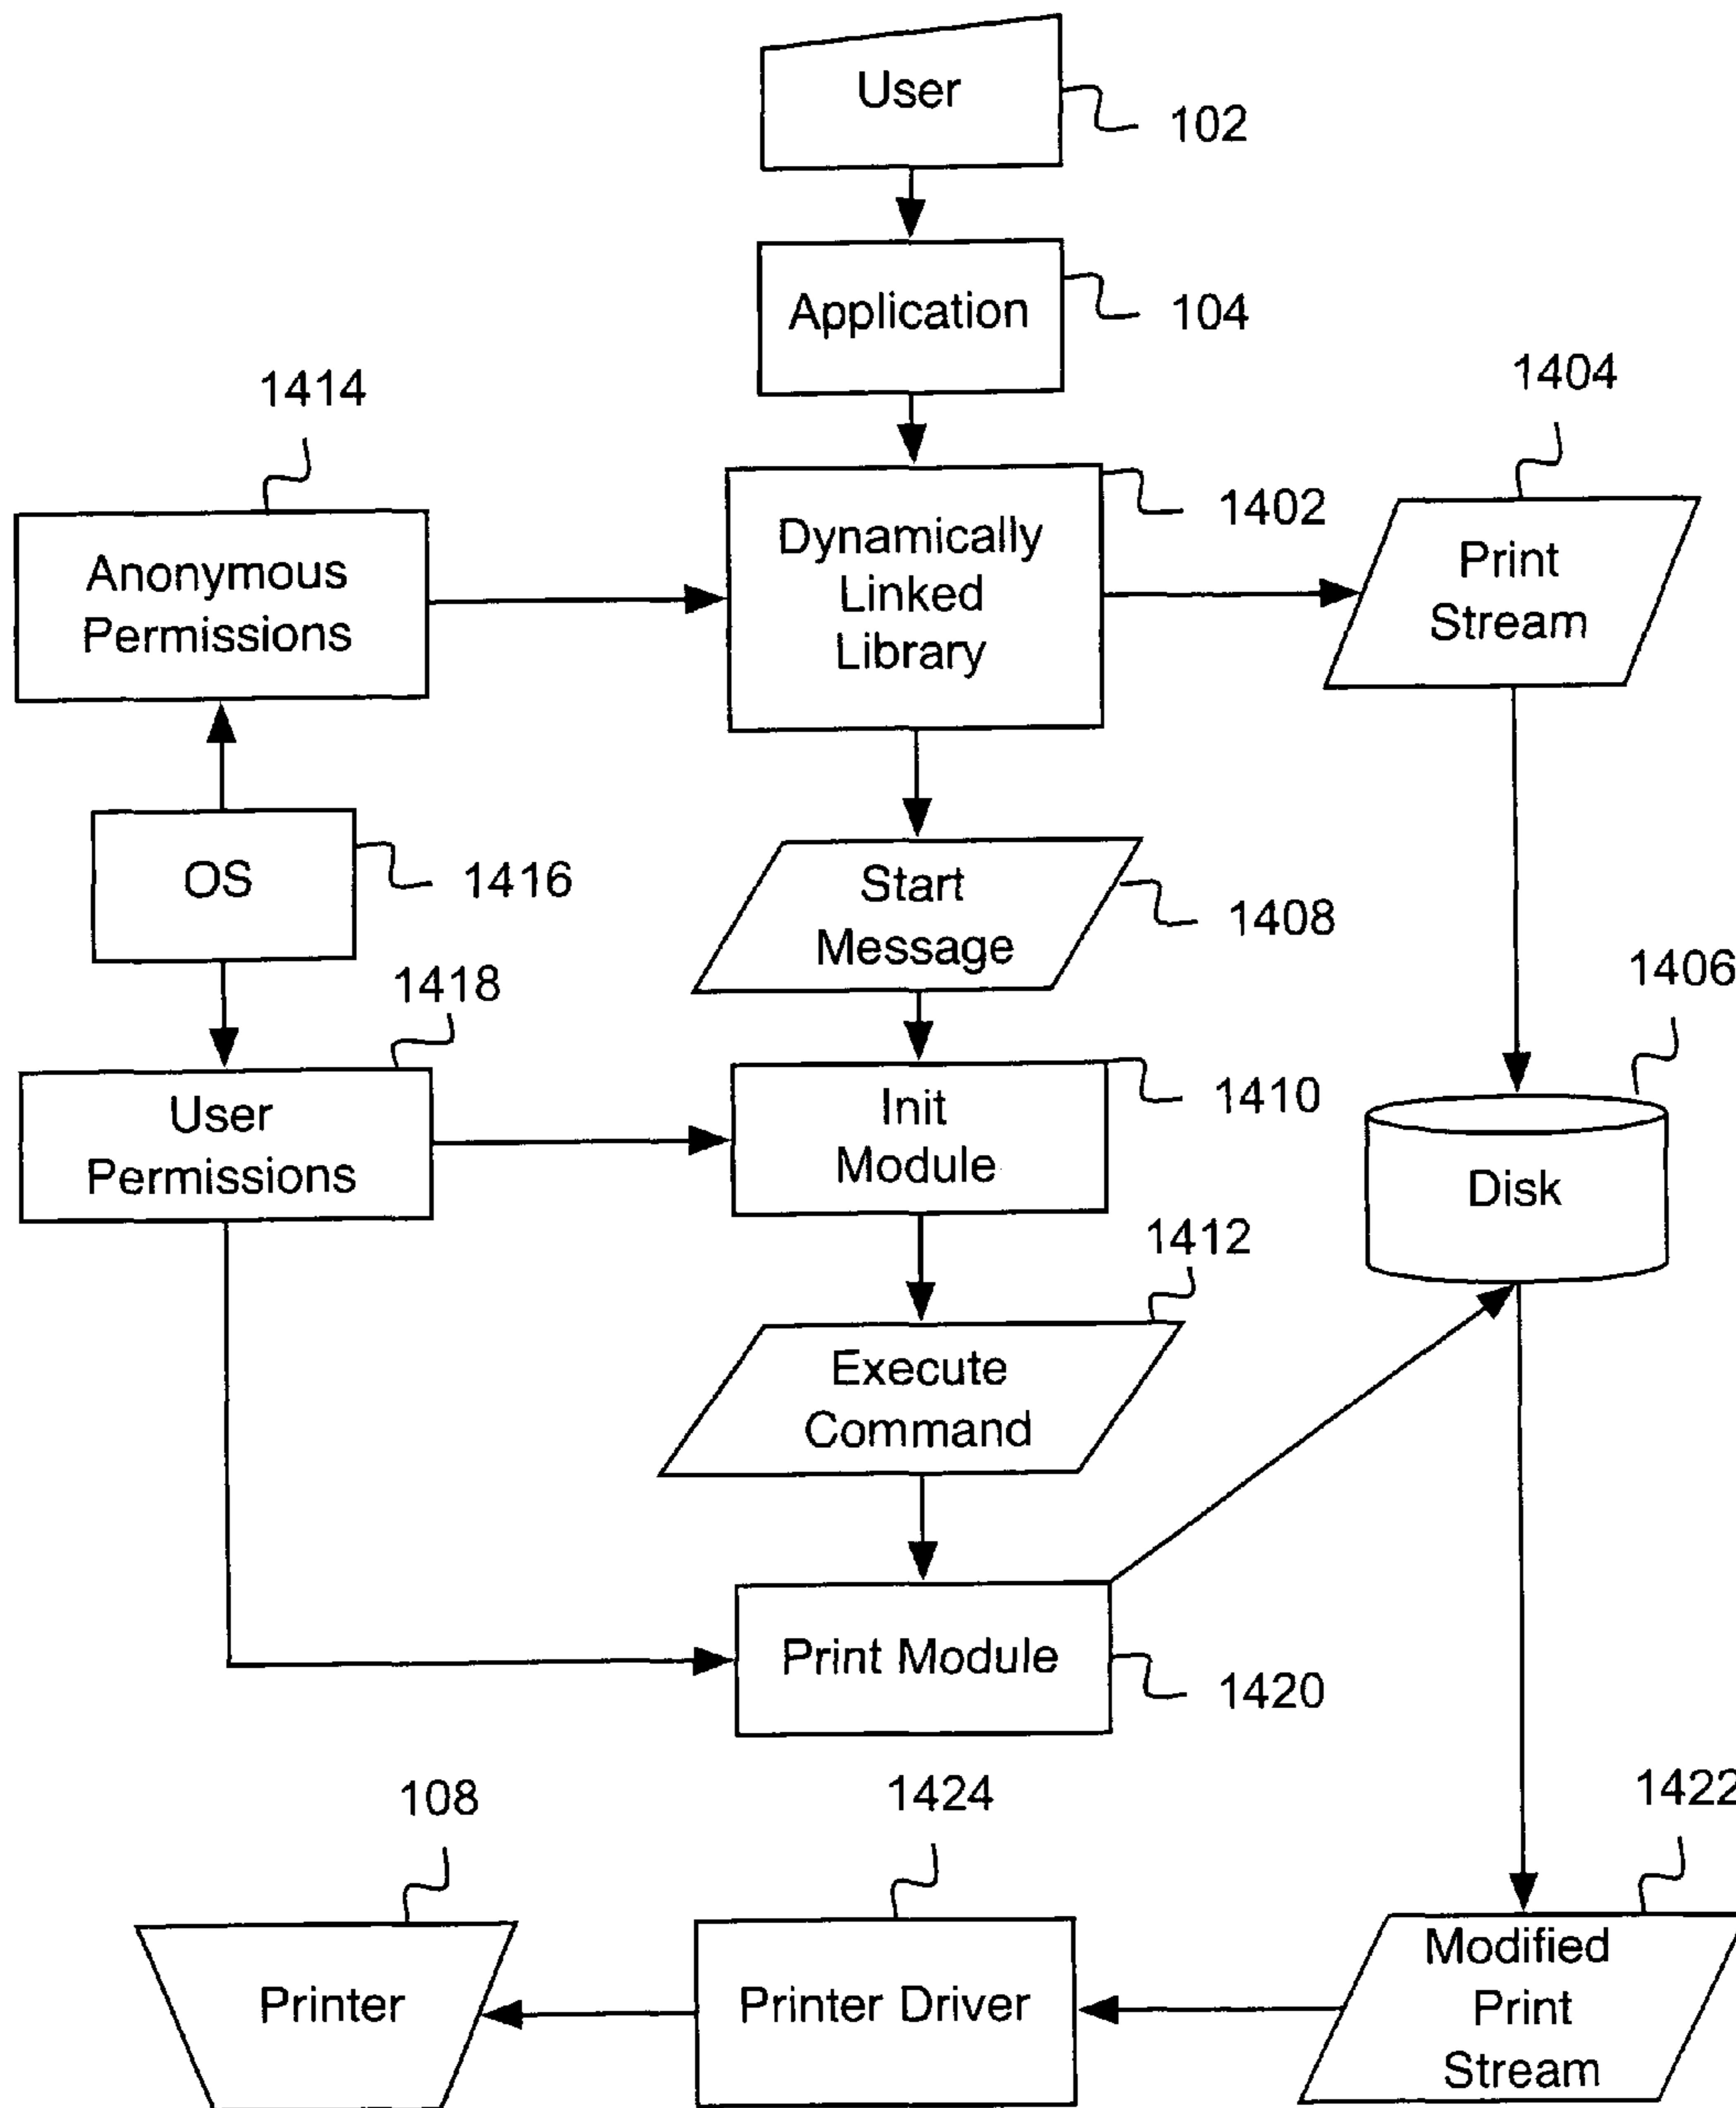 User
102
Application
104
1414
1404
Anonymous
Permissions
Dynamically
Linked
Library
1402
Print
Stream
OS
1416
Start
Message
1408
1418
1406
User
Permissions
Init
Module
1410
Disk
1412
Execute
Command
Print Module
1420
108
1424
1422
Printer
Printer Driver
Modified
Print
Stream